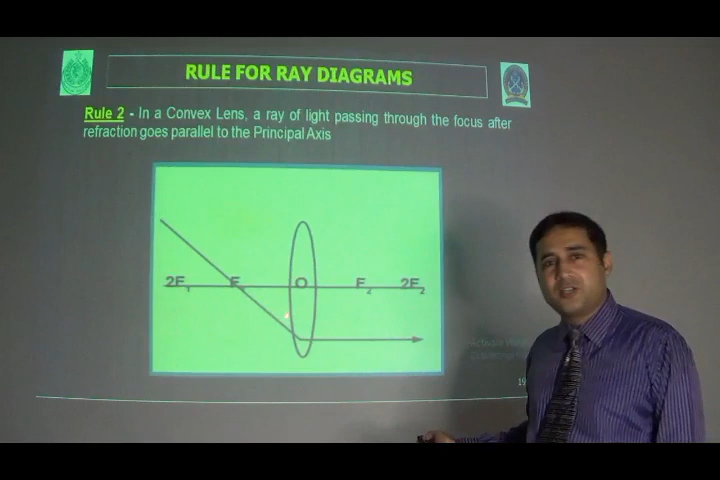 RULE FOR RAY DIAGRAMS
Rule 2 - In a Convex Lens, a ray of light passing through the focus after
refraction goes parallel to the Principal Axis
2F1 F O F2 2F2
19